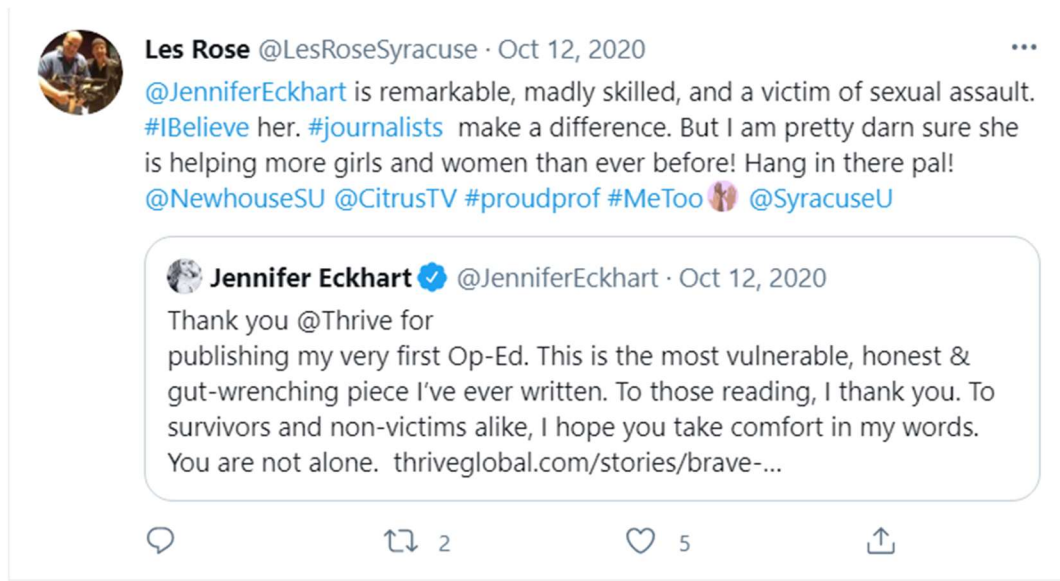 Les Rose @LesRoseSyracuse · Oct 12, 2020
@JenniferEckhart is remarkable, madly skilled, and a victim of sexual assault.
#IBelieve her. #journalists make a difference. But I am pretty darn sure she
is helping more girls and women than ever before! Hang in there pal!
@NewhouseSU @CitrusTV #proudprof #MeToo @SyracuseU
Jennifer Eckhart @JenniferEckhart · Oct 12, 2020
Thank you @Thrive for
publishing my very first Op-Ed. This is the most vulnerable, honest &
gut-wrenching piece I’ve ever written. To those reading, I thank you. To
survivors and non-victims alike, I hope you take comfort in my words.
You are not alone. thriveglobal.com/stories/brave-...
2 5